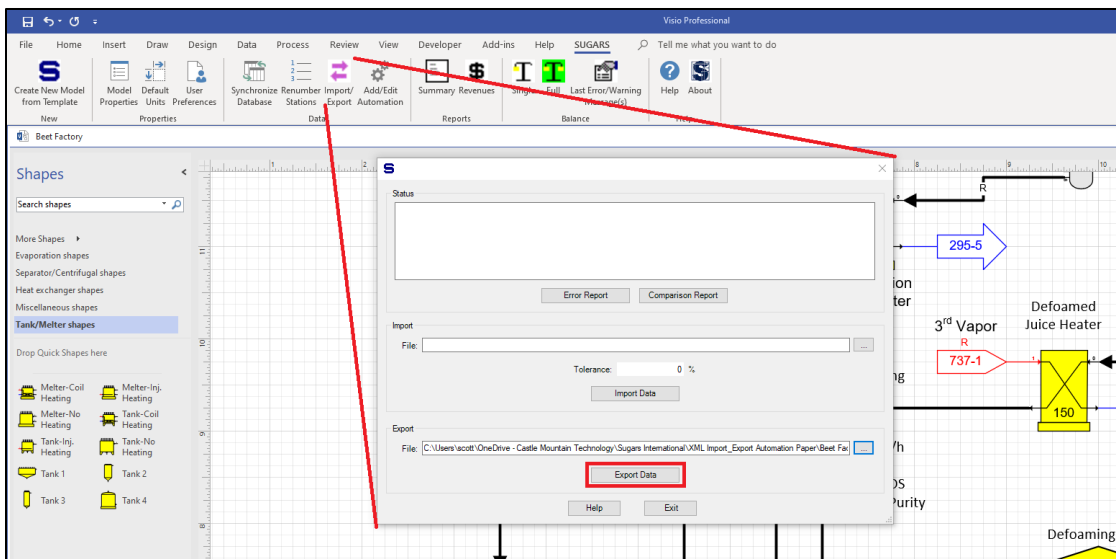 Visio Professional
File Home Insert Draw Design Data Process Review View Developer Add-ins Help SUGARS Tell me what you want to do
Create New Model from Template
Model Properties
Default Units
User Preferences
Synchronize Database
Renumber Stations
Import/ Export
Add/Edit Automation
Summary Revenues
Single Full
Last Error/Warning Message(s)
Help About
New Properties Data Reports Balance Help
Beet Factory
Shapes
Search shapes
More Shapes
Evaporation shapes
Separator/Centrifugal shapes
Heat exchanger shapes
Miscellaneous shapes
Tank/Melter shapes
Drop Quick Shapes here
Melter-Coil Heating
Melter-Inj. Heating
Melter-No Heating
Tank-Coil Heating
Tank-Inj. Heating
Tank-No Heating
Tank 1
Tank 2
Tank 3
Tank 4
S
Status
Error Report Comparison Report
Import
File: ...
Tolerance: 0 %
Import Data
Export
File: C:\Users\scott\OneDrive - Castle Mountain Technology\Sugars International\XML Import_Export Automation Paper\Beet Fac ...
Export Data
Help Exit
R
295-5
ion
ter
3rd Vapor
R
737-1
Defoamed
Juice Heater
150
ng
/h
DS
Purity
Defoaming